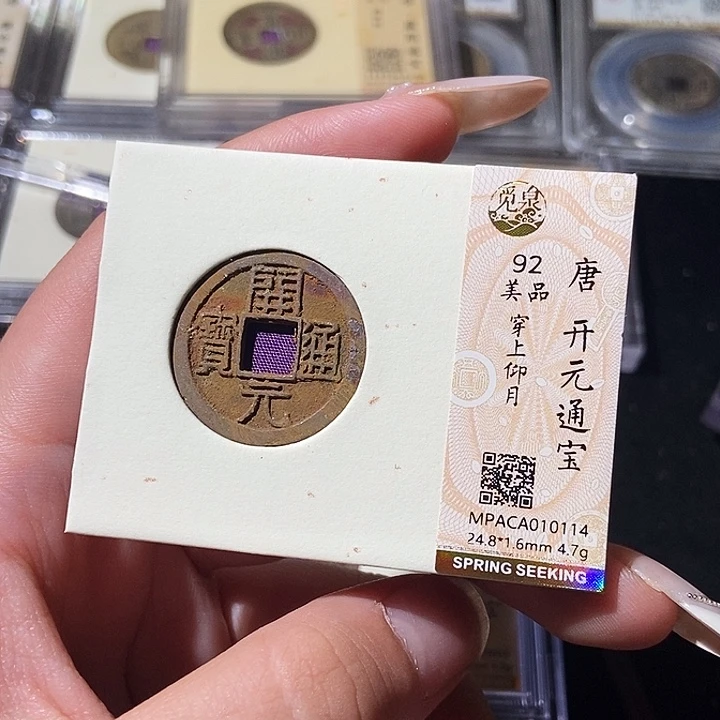 開元通寳
觅泉
唐 开元通宝
92
美品
穿上仰月
MPACA010114
24.8*1.6mm 4.7g
SPRING SEEKING